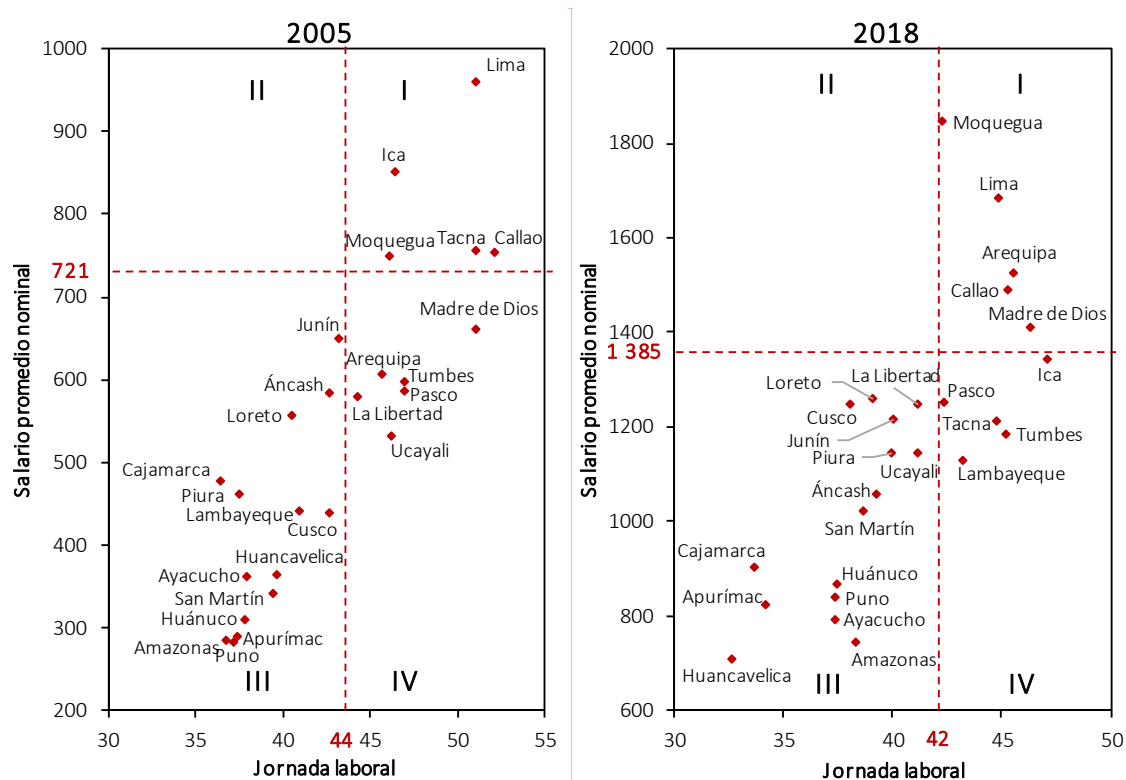 2005
1000
900
800
700
600
500
400
300
200
721
Salario promedio nominal
II
I
III
IV
Lima
Ica
Moquegua
Tacna
Callao
Madre de Dios
Junín
Arequipa
Tumbes
Áncash
Pasco
La Libertad
Loreto
Ucayali
Cajamarca
Piura
Lambayeque
Cusco
Huancavelica
Ayacucho
San Martín
Huánuco
Apurímac
Amazonas
Puno
30
35
40
44
45
50
55
Jornada laboral
2018
2000
1800
1600
1400
1200
1000
800
600
1 385
Salario promedio nominal
II
I
III
IV
Moquegua
Lima
Arequipa
Callao
Madre de Dios
Ica
Loreto
La Libertad
Pasco
Cusco
Tacna
Junín
Tumbes
Piura
Ucayali
Lambayeque
Áncash
San Martín
Cajamarca
Huánuco
Apurímac
Puno
Ayacucho
Amazonas
Huancavelica
30
35
40
42
45
50
Jornada laboral